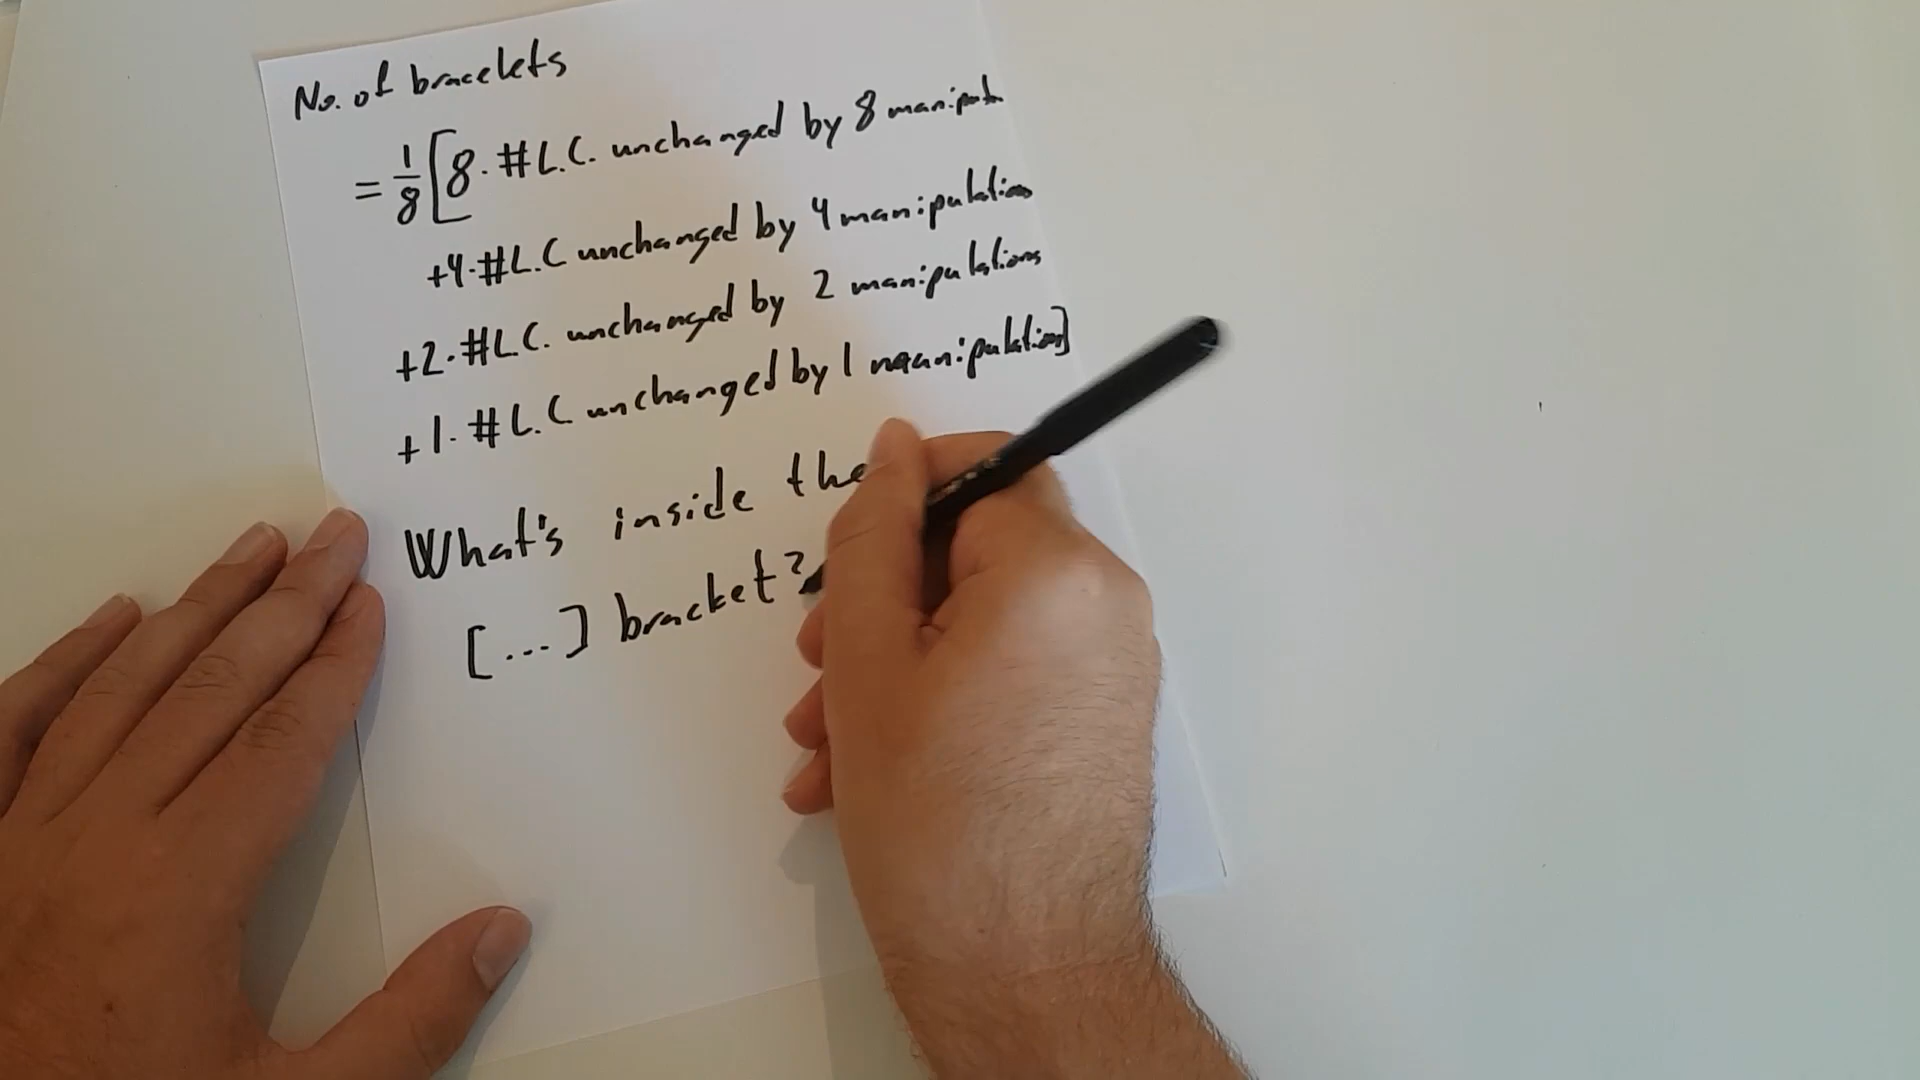 No. of bracelets
= 1/8 [8. #L.C. unchanged by 8 manipul
+4.#L.C unchanged by 4 manipulations
+2.#L.C. unchanged by 2 manipulations
+1.#L.C unchanged by 1 manipulation]
What's inside the
[...] bracket?